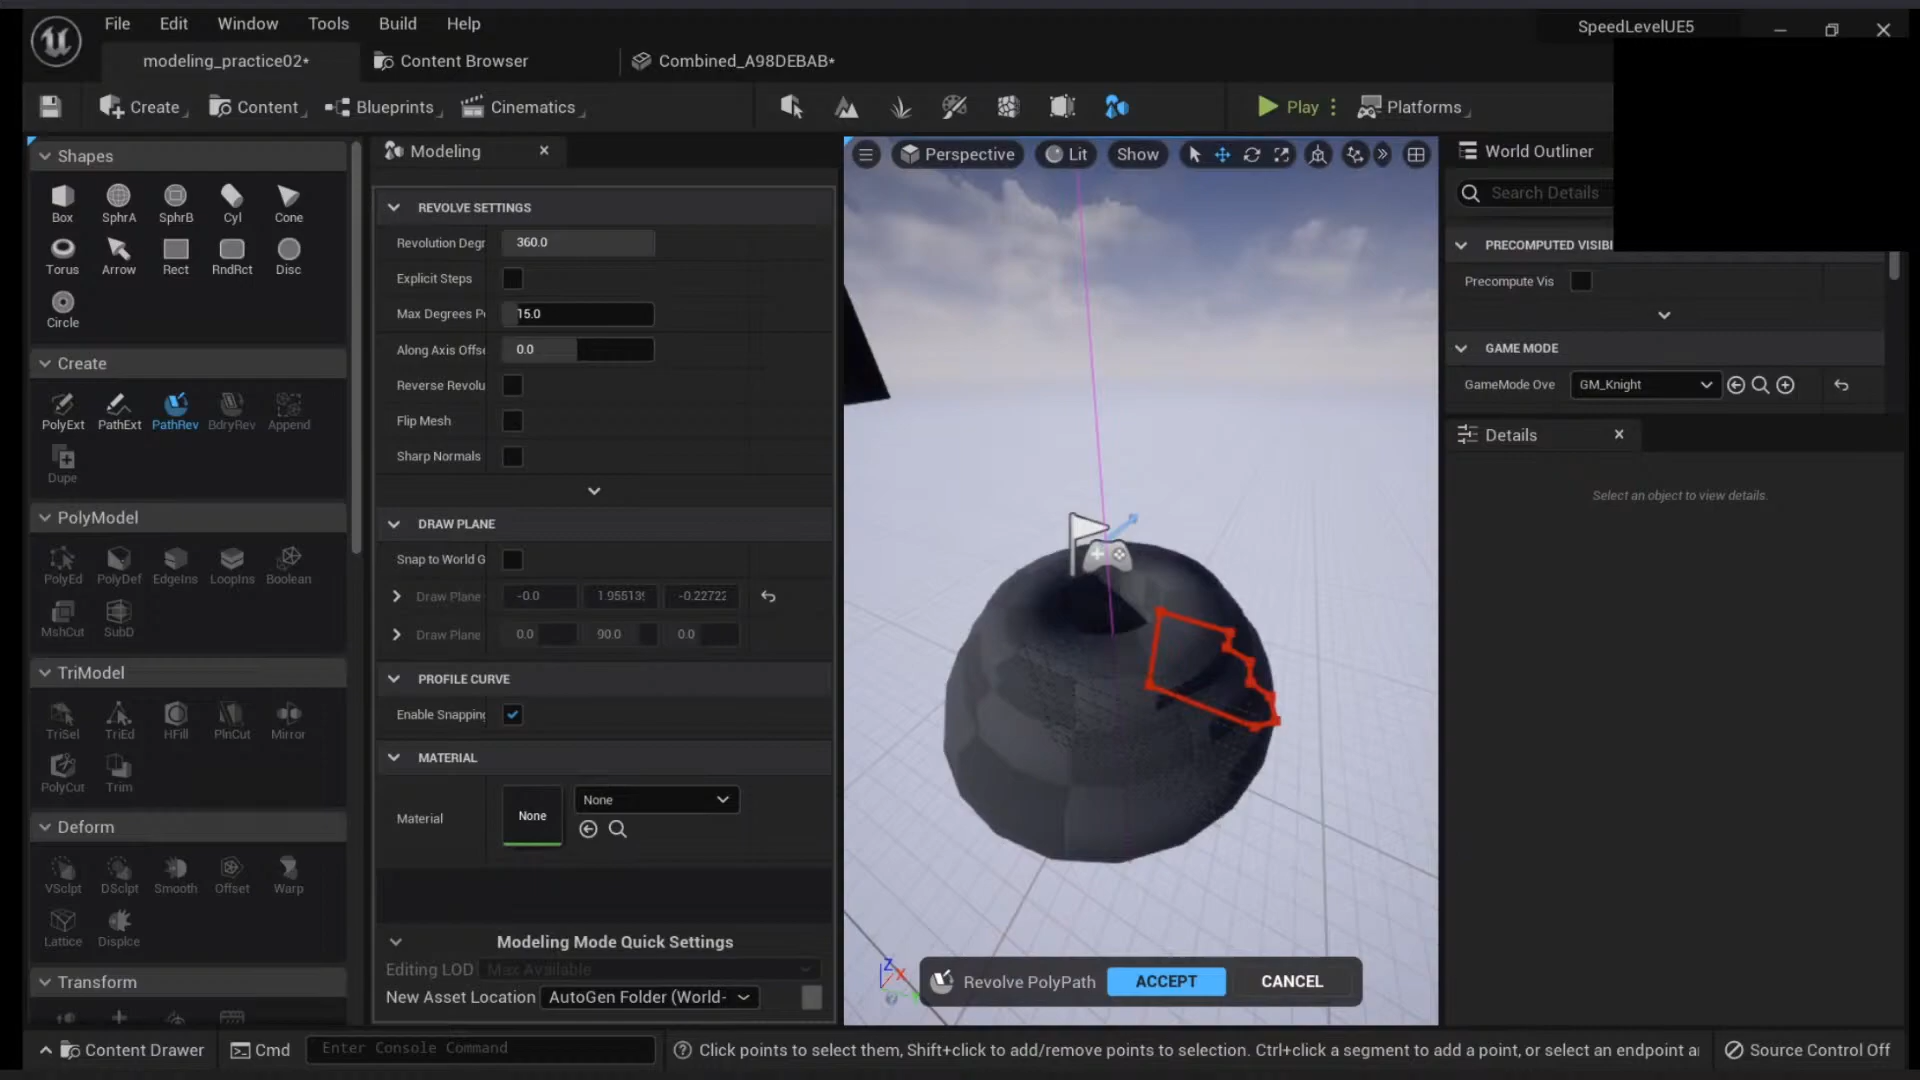 File Edit Window Tools Build Help
SpeedLevelUE5
modeling_practice02*
Content Browser
Combined_A98DEBAB*
Create
Content
Blueprints
Cinematics
Play
Platforms
Shapes
Box SphrA SphrB Cyl Cone
Torus Arrow Rect RndRct Disc
Circle
Create
PolyExt PathExt PathRev BdryRev Append
Dupe
PolyModel
PolyEd PolyDef EdgeIns LoopIns Boolean
MshCut SubD
TriModel
TriSel TriEd HFill PlnCut Mirror
PolyCut Trim
Deform
VSclpt DSclpt Smooth Offset Warp
Lattice Displce
Transform
Modeling
REVOLVE SETTINGS
Revolution Degr 360.0
Explicit Steps
Max Degrees P 15.0
Along Axis Offse 0.0
Reverse Revolu
Flip Mesh
Sharp Normals
DRAW PLANE
Snap to World G
Draw Plane -0.0 1.95513 -0.22722
Draw Plane 0.0 90.0 0.0
PROFILE CURVE
Enable Snapping
MATERIAL
Material None None
Modeling Mode Quick Settings
Editing LOD Max Available
New Asset Location AutoGen Folder (World-
Perspective Lit Show
Z X
Revolve PolyPath ACCEPT CANCEL
World Outliner
Search Details
PRECOMPUTED VISIBI
Precompute Vis
GAME MODE
GameMode Ove GM_Knight
Details
Select an object to view details.
Content Drawer
Cmd
Enter Console Command
Click points to select them, Shift+click to add/remove points to selection. Ctrl+click a segment to add a point, or select an endpoint a
Source Control Off